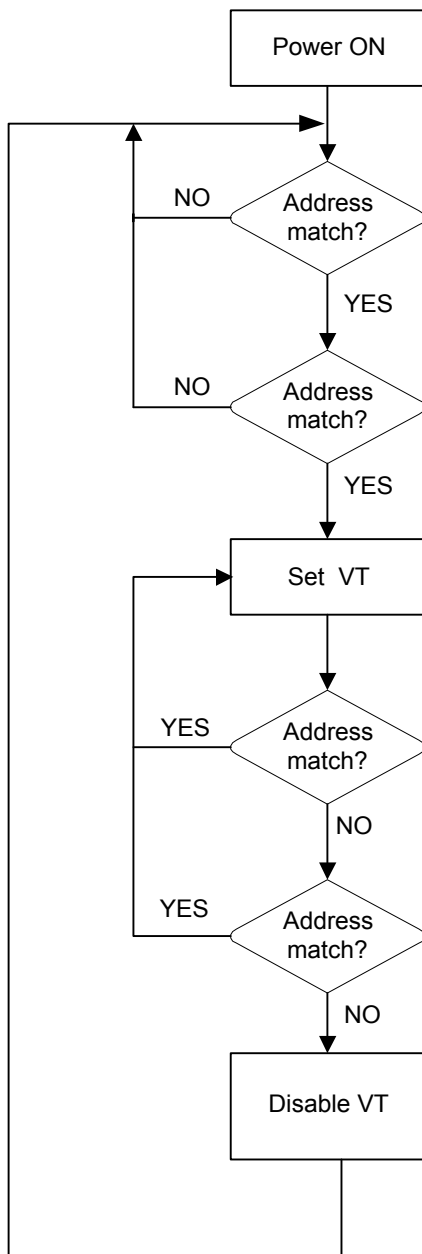 Power ON
NO
Address
match?
YES
NO
Address
match?
YES
Set VT
YES
Address
match?
NO
YES
Address
match?
NO
Disable VT